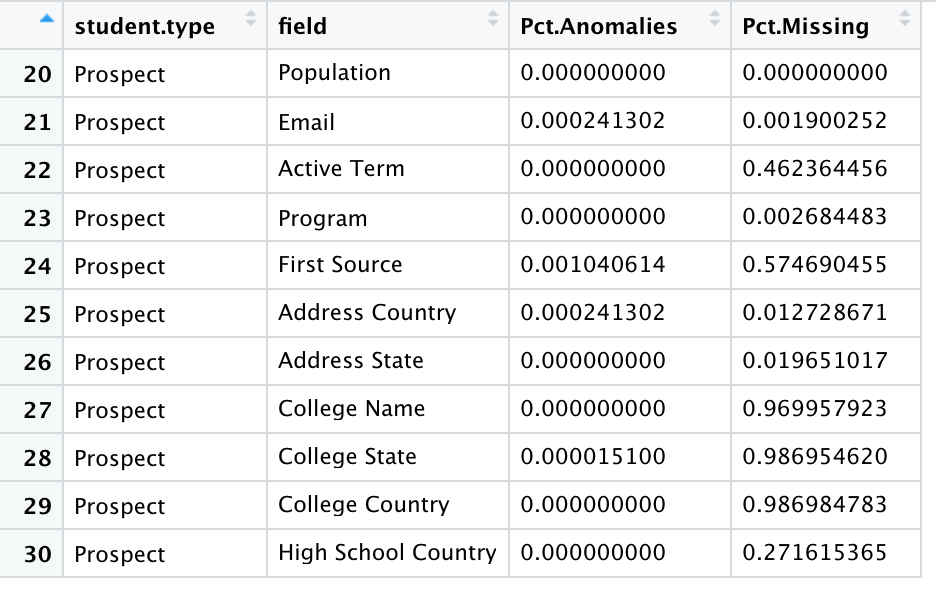 student.type field Pct.Anomalies Pct.Missing
20 Prospect Population 0.000000000 0.000000000
21 Prospect Email 0.000241302 0.001900252
22 Prospect Active Term 0.000000000 0.462364456
23 Prospect Program 0.000000000 0.002684483
24 Prospect First Source 0.001040614 0.574690455
25 Prospect Address Country 0.000241302 0.012728671
26 Prospect Address State 0.000000000 0.019651017
27 Prospect College Name 0.000000000 0.969957923
28 Prospect College State 0.000015100 0.986954620
29 Prospect College Country 0.000000000 0.986984783
30 Prospect High School Country 0.000000000 0.271615365